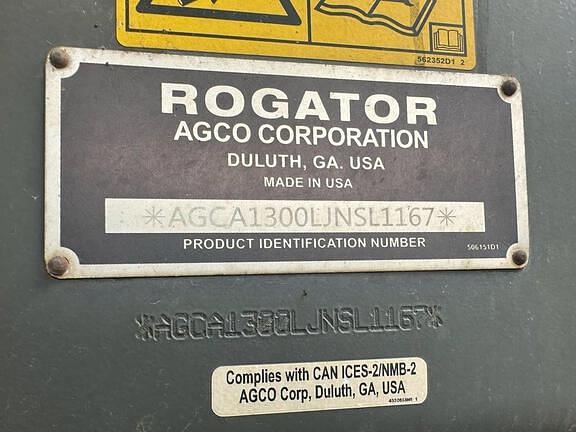 562352D1 2
ROGATOR
AGCO CORPORATION
DULUTH, GA. USA
MADE IN USA
*AGCA1300LJNSL1167*
PRODUCT IDENTIFICATION NUMBER
506151D1
*AGCA1300LJNSL1167*
Complies with CAN ICES-2/NMB-2
AGCO Corp, Duluth, GA, USA